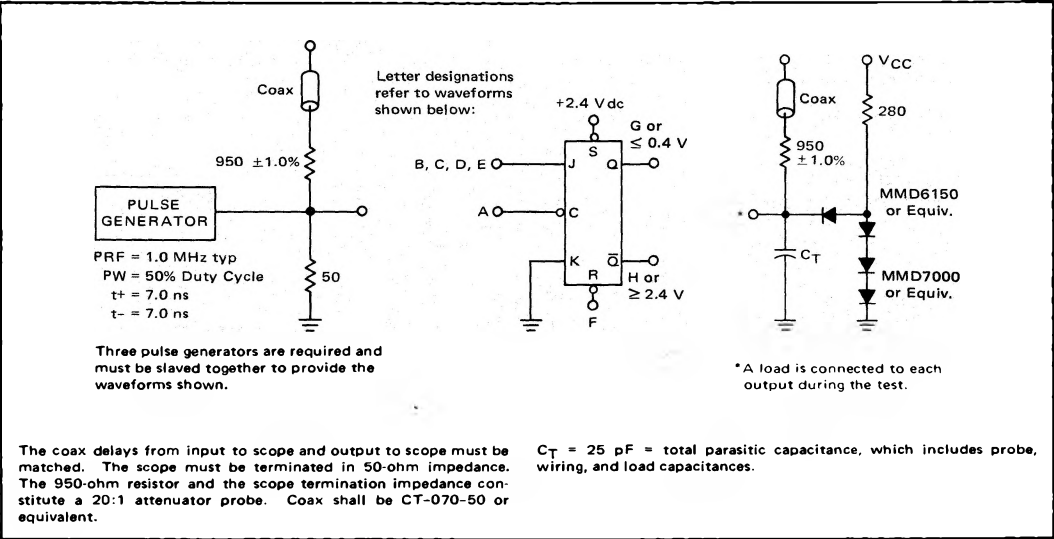 Coax
950 ±1.0%
PULSE
GENERATOR
PRF = 1.0 MHz typ
PW = 50% Duty Cycle
t+ = 7.0 ns
t– = 7.0 ns
50
Three pulse generators are required and
must be slaved together to provide the
waveforms shown.
Letter designations
refer to waveforms
shown below:
+2.4 Vdc
G or
≤ 0.4 V
B, C, D, E
J
S
Q
A
C
K
R
Q̅
H or
≥ 2.4 V
F
VCC
Coax
280
950
±1.0%
MMD6150
or Equiv.
*
CT
MMD7000
or Equiv.
*A load is connected to each
output during the test.
The coax delays from input to scope and output to scope must be
matched. The scope must be terminated in 50-ohm impedance.
The 950-ohm resistor and the scope termination impedance con-
stitute a 20:1 attenuator probe. Coax shall be CT-070-50 or
equivalent.
CT = 25 pF = total parasitic capacitance, which includes probe,
wiring, and load capacitances.